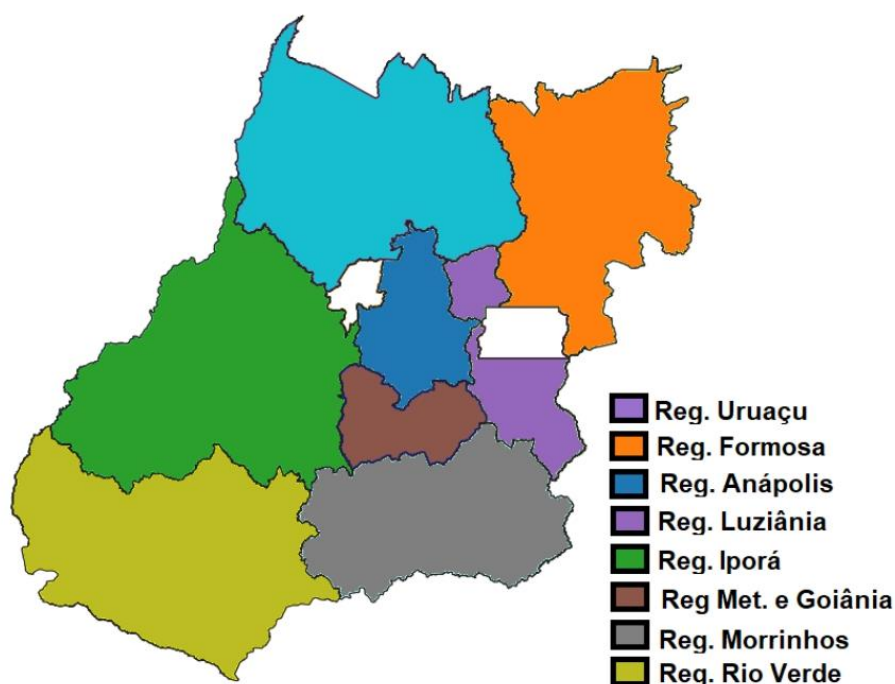 Reg. Uruaçu
Reg. Formosa
Reg. Anápolis
Reg. Luziânia
Reg. Iporá
Reg Met. e Goiânia
Reg. Morrinhos
Reg. Rio Verde